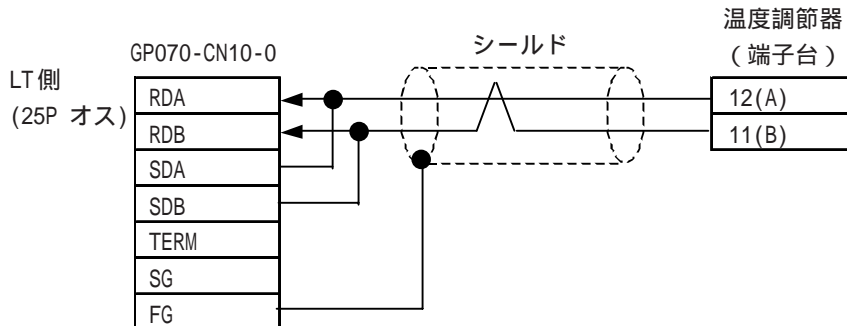 温度調節器
（端子台）
シールド
GP070-CN10-0
LT側
(25P オス)
RDA
RDB
SDA
SDB
TERM
SG
FG
12(A)
11(B)